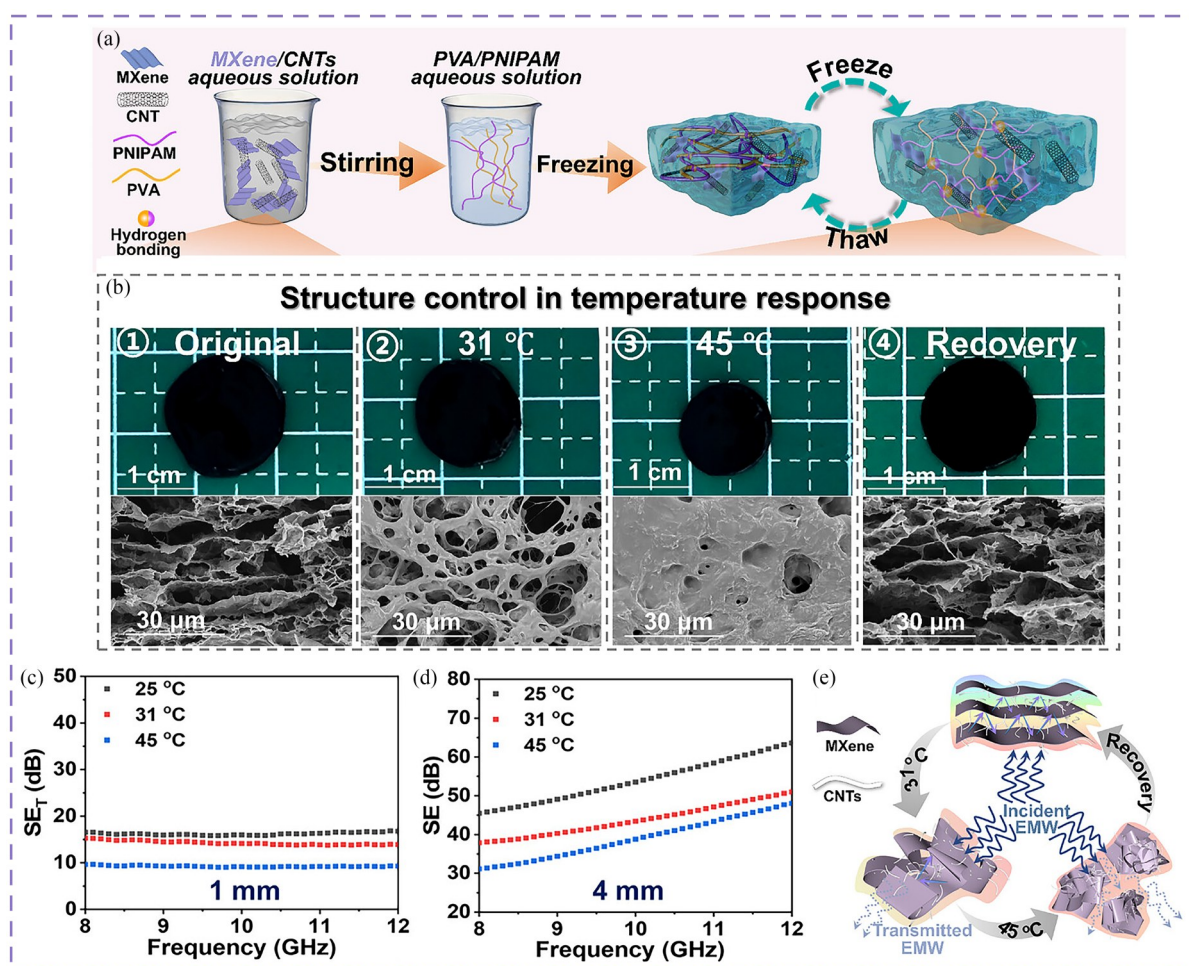 (a)
MXene
CNT
PNIPAM
PVA
Hydrogen
bonding
MXene/CNTs
aqueous solution
Stirring
PVA/PNIPAM
aqueous solution
Freezing
Freeze
Thaw
(b)
Structure control in temperature response
① Original
1 cm
30 μm
② 31 °C
1 cm
30 μm
③ 45 °C
1 cm
30 μm
④ Recovery
1 cm
30 μm
(c)
50
40
30
20
10
0
SET (dB)
25 °C
31 °C
45 °C
1 mm
8 9 10 11 12
Frequency (GHz)
(d)
80
70
60
50
40
30
20
SE (dB)
25 °C
31 °C
45 °C
4 mm
8 9 10 11 12
Frequency (GHz)
(e)
MXene
CNTs
31 °C
Recovery
Incident
EMW
Transmitted
EMW
45 °C